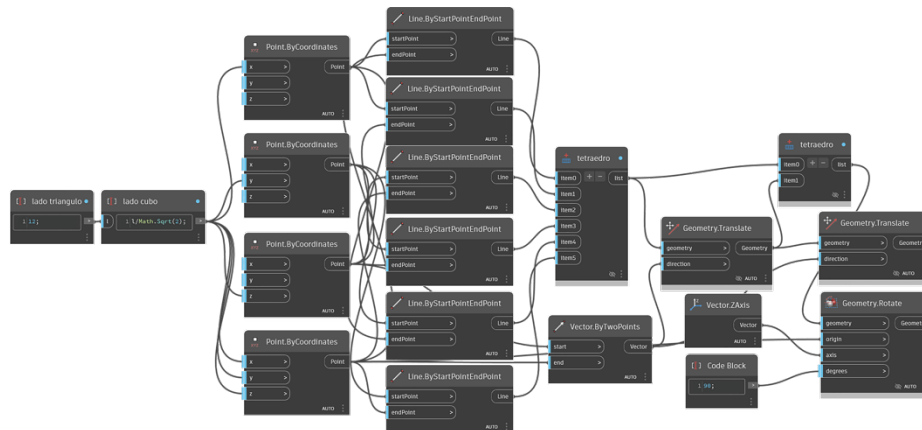 lado triangulo
1 12;
lado cubo
l
1 l/Math.Sqrt(2);
Point.ByCoordinates
x >
y >
z >
Point
AUTO
Point.ByCoordinates
x >
y >
z >
Point
AUTO
Point.ByCoordinates
x >
y >
z >
Point
AUTO
Point.ByCoordinates
x >
y >
z >
Point
AUTO
Line.ByStartPointEndPoint
startPoint >
endPoint >
Line
AUTO
Line.ByStartPointEndPoint
startPoint >
endPoint >
Line
AUTO
Line.ByStartPointEndPoint
startPoint >
endPoint >
Line
AUTO
Line.ByStartPointEndPoint
startPoint >
endPoint >
Line
AUTO
Line.ByStartPointEndPoint
startPoint >
endPoint >
Line
AUTO
Line.ByStartPointEndPoint
startPoint >
endPoint >
Line
AUTO
tetraedro
item0 + - list
item1
item2
item3
item4
item5
Vector.ByTwoPoints
start >
end >
Vector
AUTO
Geometry.Translate
geometry > Geometry
direction >
AUTO
Vector.ZAxis
Vector
AUTO
Code Block
1 90;
tetraedro
item0 + - list
item1
Geometry.Translate
geometry > Geometr
direction >
AUTO
Geometry.Rotate
geometry > Geometr
origin >
axis >
degrees >
AUTO